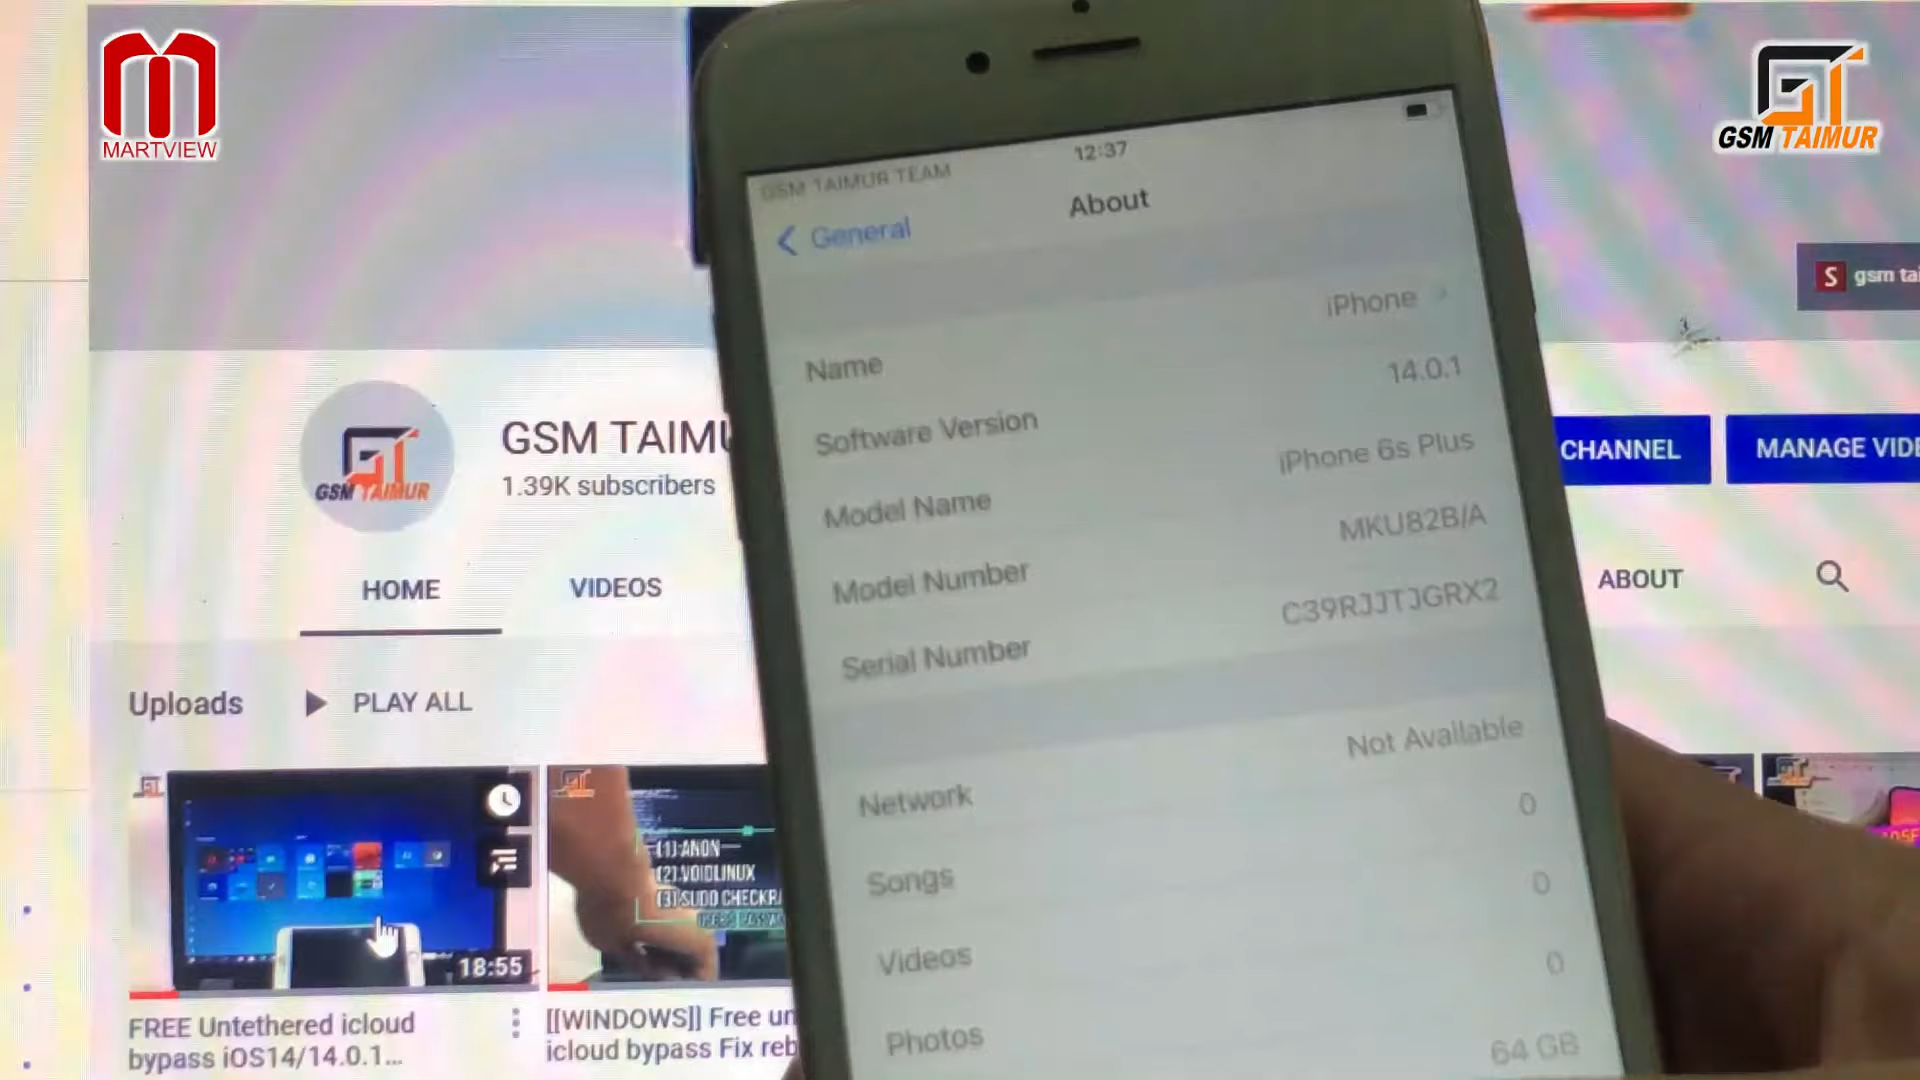 MARTVIEW
GSM TAIMUR
GSM TAIMUR TEAM
12:37
General
About
Name
iPhone
Software Version
14.0.1
Model Name
iPhone 6s Plus
Model Number
MKU82B/A
Serial Number
C39RJJTJGRX2
Network
Not Available
Songs
0
Videos
0
Photos
0
64 GB
S gsm tai
GSM TAIMUR
GSM TAIMU
1.39K subscribers
CHANNEL
MANAGE VIDE
HOME
VIDEOS
ABOUT
Uploads
PLAY ALL
18:55
(1) ANON
(2) VOIDLINUX
(3) SUDO CHECKRA
FREE Untethered icloud
bypass iOS14/14.0.1...
[[WINDOWS]] Free un
icloud bypass Fix reb